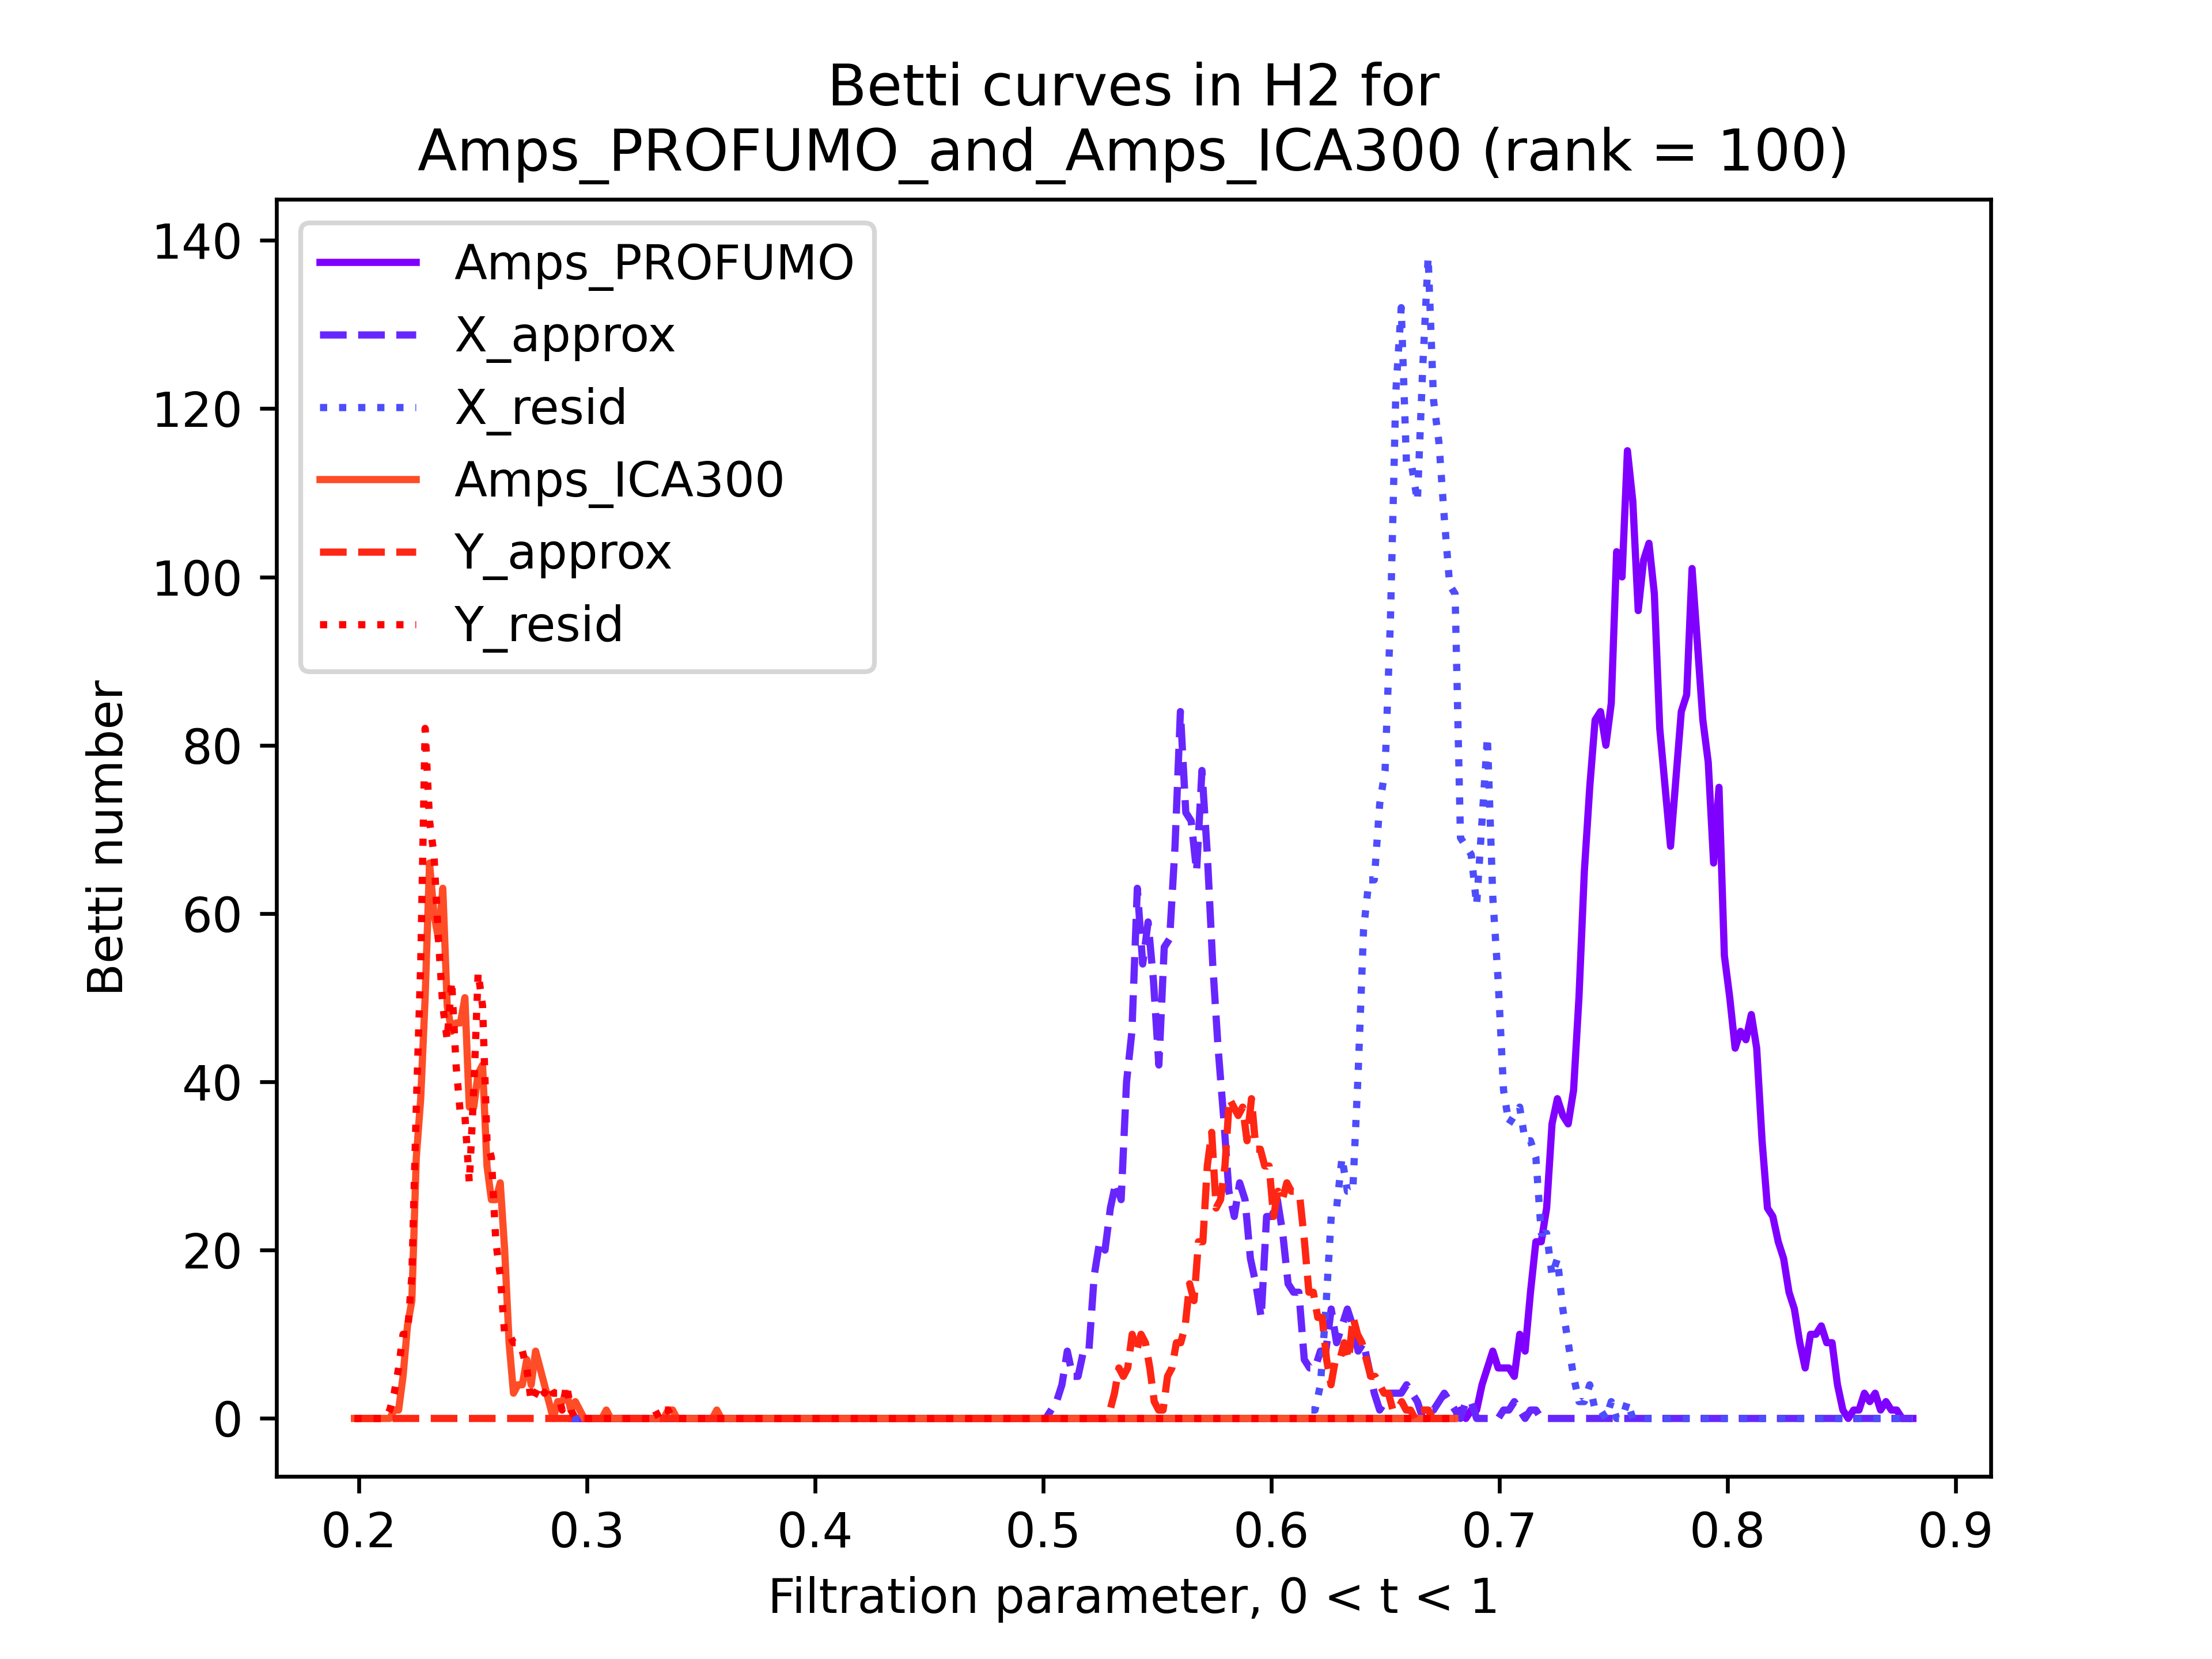 Betti curves in H2 for
Amps_PROFUMO_and_Amps_ICA300 (rank = 100)
140
120
100
80
60
40
20
0
Betti number
Amps_PROFUMO
X_approx
X_resid
Amps_ICA300
Y_approx
Y_resid
0.2 0.3 0.4 0.5 0.6 0.7 0.8 0.9
Filtration parameter, 0 < t < 1